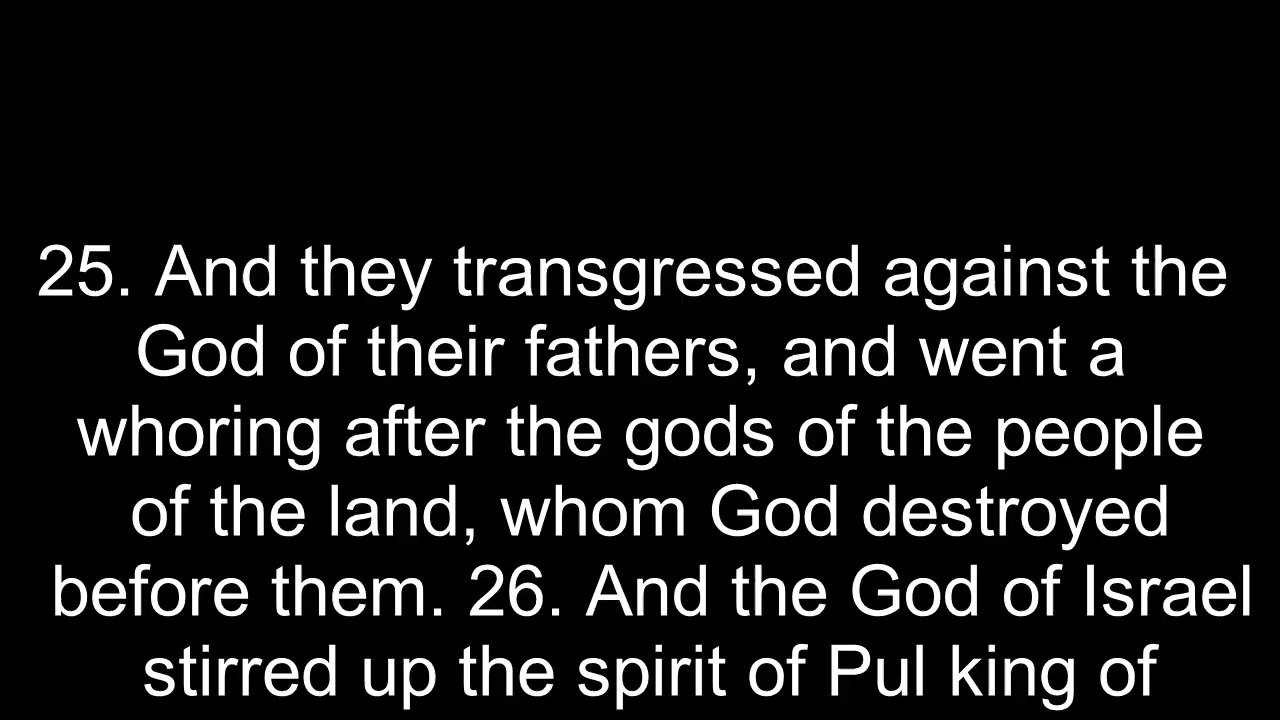 25. And they transgressed against the
God of their fathers, and went a
whoring after the gods of the people
of the land, whom God destroyed
before them. 26. And the God of Israel
stirred up the spirit of Pul king of